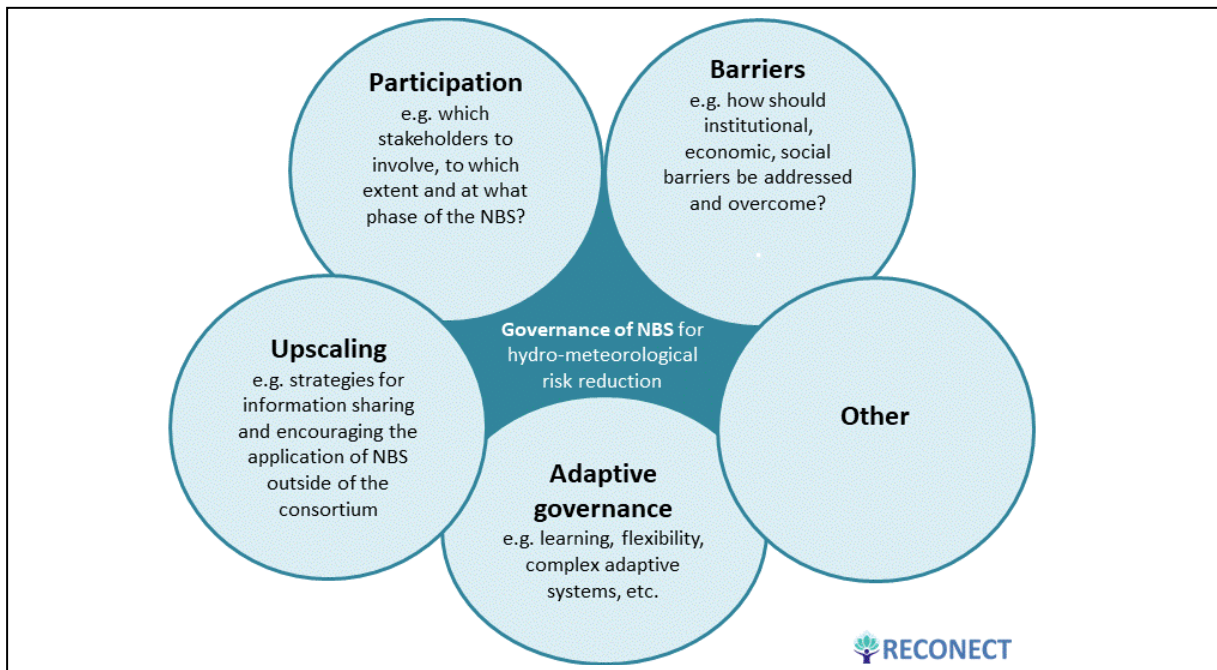 Participation
e.g. which
stakeholders to
involve, to which
extent and at what
phase of the NBS?
Barriers
e.g. how should
institutional,
economic, social
barriers be addressed
and overcome?
Upscaling
e.g. strategies for
information sharing
and encouraging the
application of NBS
outside of the
consortium
Governance of NBS for
hydro-meteorological
risk reduction
Other
Adaptive
governance
e.g. learning, flexibility,
complex adaptive
systems, etc.
RECONECT